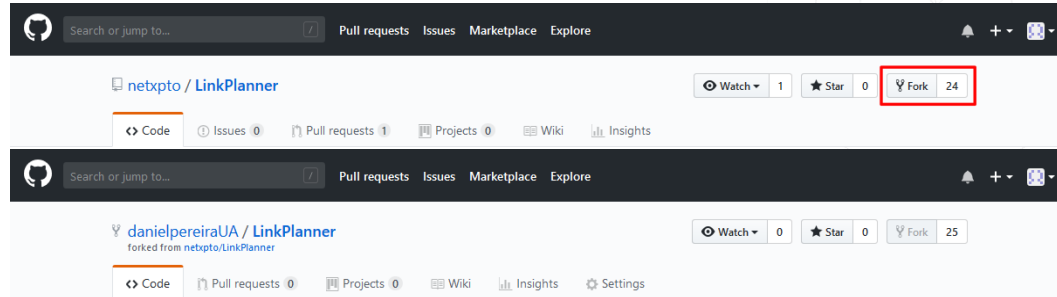 Search or jump to... / Pull requests Issues Marketplace Explore
netxpto / LinkPlanner Watch 1 Star 0 Fork 24
Code Issues 0 Pull requests 1 Projects 0 Wiki Insights
Search or jump to... / Pull requests Issues Marketplace Explore
danielpereiraUA / LinkPlanner Watch 0 Star 0 Fork 25
forked from netxpto/LinkPlanner
Code Pull requests 0 Projects 0 Wiki Insights Settings